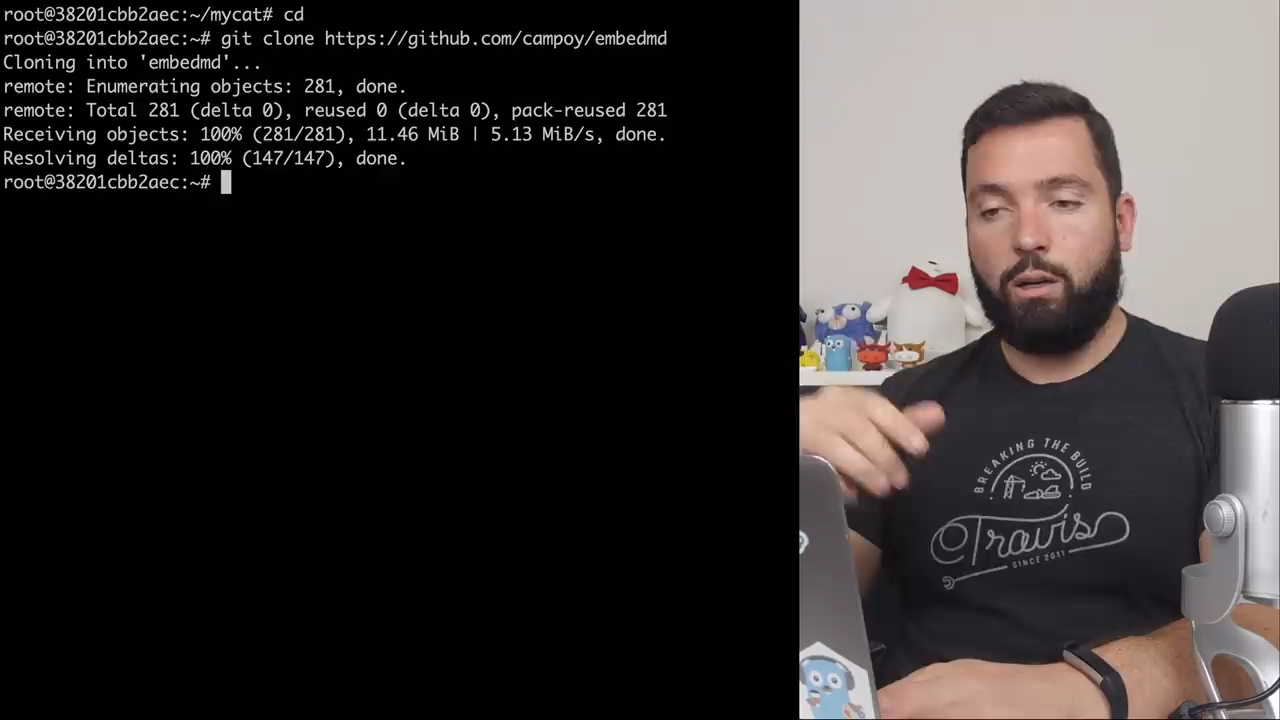 root@38201cbb2aec:~/mycat# cd
root@38201cbb2aec:~# git clone https://github.com/campoy/embedmd
Cloning into 'embedmd'...
remote: Enumerating objects: 281, done.
remote: Total 281 (delta 0), reused 0 (delta 0), pack-reused 281
Receiving objects: 100% (281/281), 11.46 MiB | 5.13 MiB/s, done.
Resolving deltas: 100% (147/147), done.
root@38201cbb2aec:~#
BREAKING THE BUILD
Travis
SINCE 2011